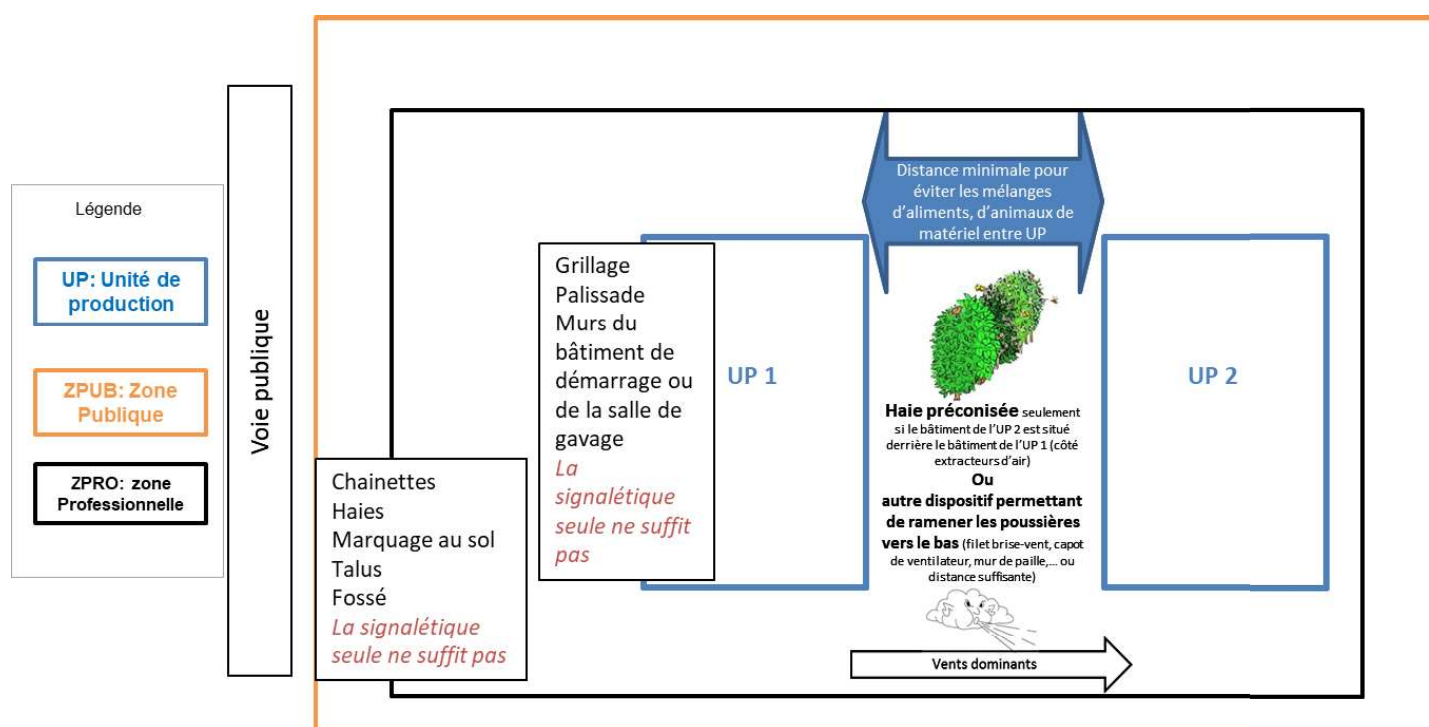 Légende
UP: Unité de
production
ZPUB: Zone
Publique
ZPRO: zone
Professionnelle
Voie publique
Chainettes
Haies
Marquage au sol
Talus
Fossé
La signalétique
seule ne suffit pas
Grillage
Palissade
Murs du
bâtiment de
démarrage ou
de la salle de
gavage
La
signalétique
seule ne suffit
pas
UP 1
Distance minimale pour
éviter les mélanges
d'aliments, d'animaux de
matériel entre UP
Haie préconisée seulement
si le bâtiment de l'UP 2 est situé
derrière le bâtiment de l'UP 1 (côté
extracteurs d'air)
Ou
autre dispositif permettant
de ramener les poussières
vers le bas (filet brise-vent, capot
de ventilateur, mur de paille,... ou
distance suffisante)
Vents dominants
UP 2